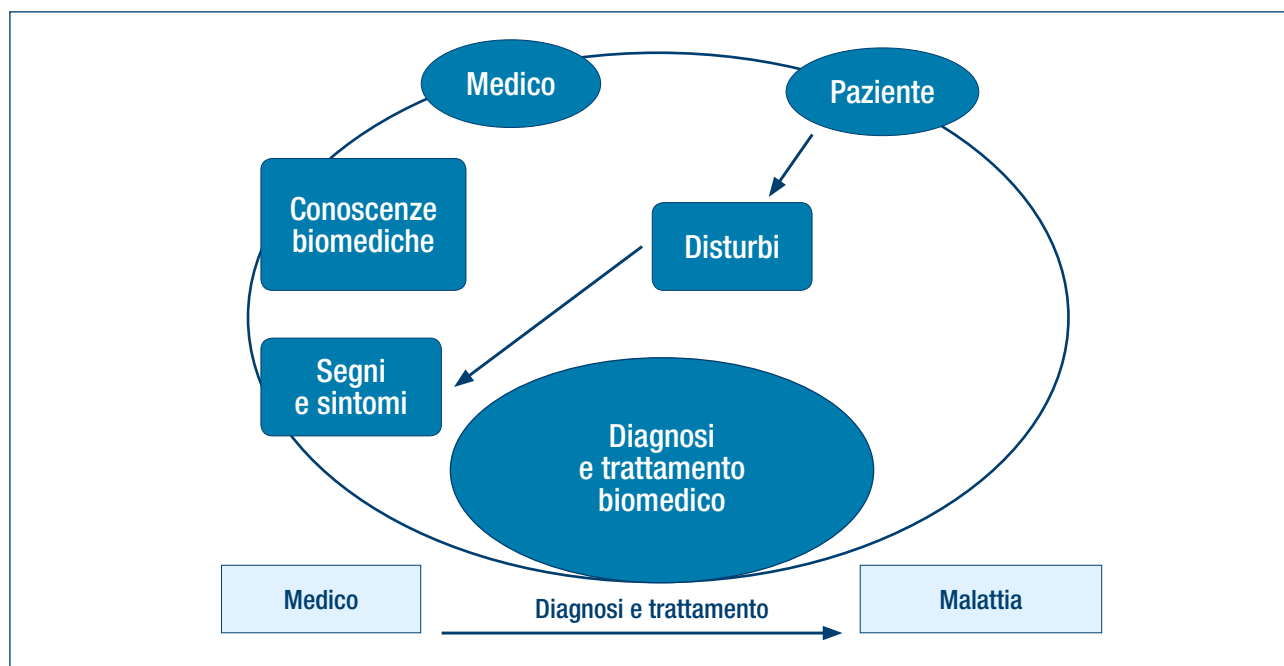 Medico
Paziente
Conoscenze
biomediche
Disturbi
Segni
e sintomi
Diagnosi
e trattamento
biomedico
Medico
Diagnosi e trattamento
Malattia